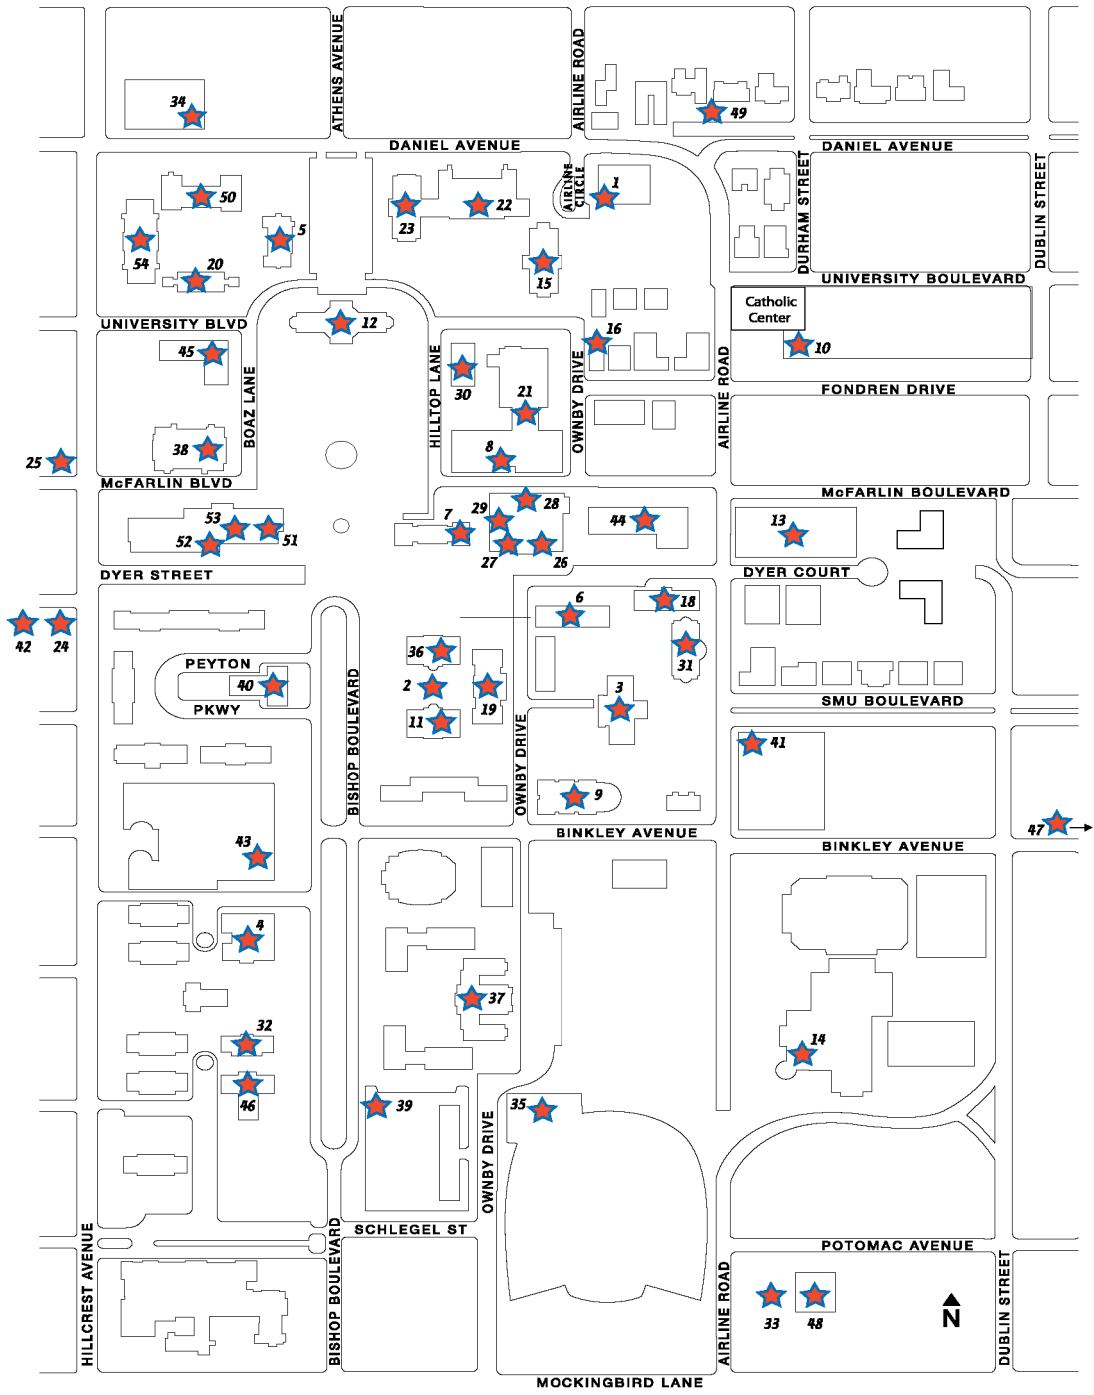 ATHENS AVENUE
AIRLINE ROAD
34
49
DANIEL AVENUE
DANIEL AVENUE
AIRLINE
CIRCLE
DURHAM STREET
DUBLIN STREET
50
1
22
23
5
54
20
15
UNIVERSITY BOULEVARD
Catholic
Center
UNIVERSITY BLVD
12
16
10
45
BOAZ LANE
HILLTOP LANE
30
21
OWNBY DRIVE
AIRLINE ROAD
FONDREN DRIVE
38
8
25
McFARLIN BLVD
McFARLIN BOULEVARD
53
52
51
7
29
28
27
26
44
13
DYER STREET
DYER COURT
6
18
42
24
36
31
PEYTON
40
PKWY
2
19
11
3
BISHOP BOULEVARD
OWNBY DRIVE
SMU BOULEVARD
41
9
47
BINKLEY AVENUE
BINKLEY AVENUE
43
4
37
32
46
14
39
35
OWNBY DRIVE
SCHLEGEL ST
POTOMAC AVENUE
HILLCREST AVENUE
BISHOP BOULEVARD
AIRLINE ROAD
33
48
N
DUBLIN STREET
MOCKINGBIRD LANE